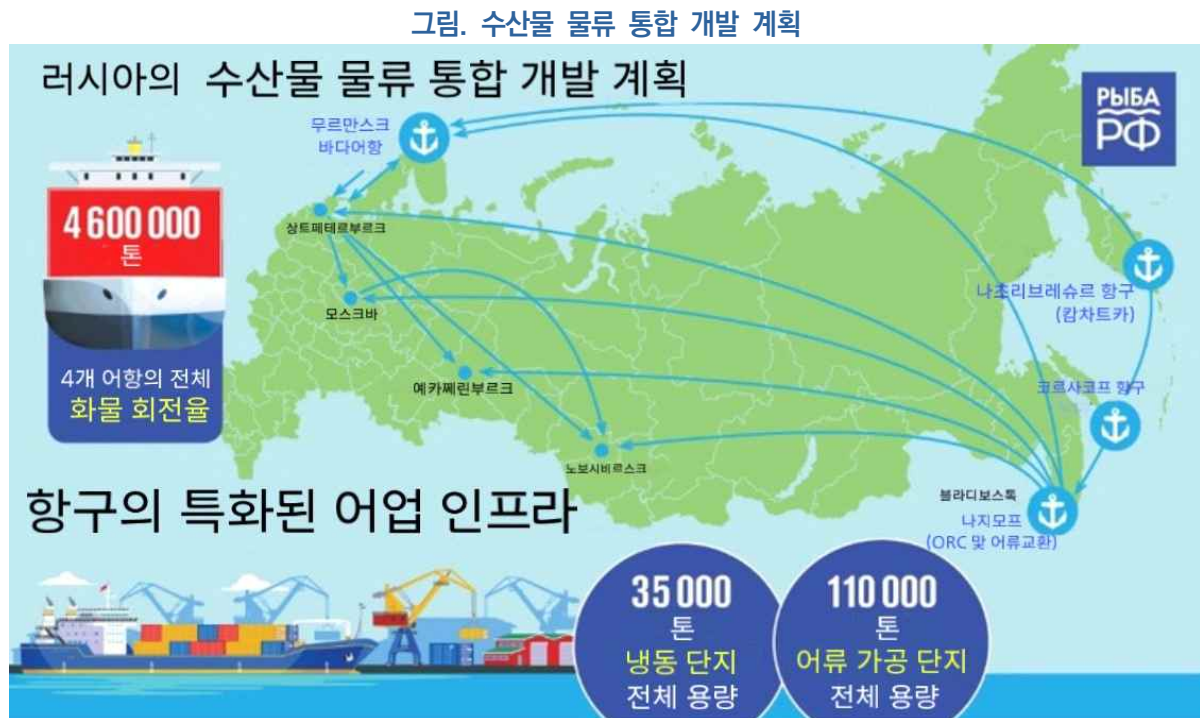 그림. 수산물 물류 통합 개발 계획
러시아의 수산물 물류 통합 개발 계획
РЫБА
РФ
무르만스크
바다어항
4 600 000
톤
상트페테르부르크
나초리브레슈르 항구
(캄차트카)
모스크바
4개 어항의 전체
화물 회전율
예카쩨린부르크
코르사코프 항구
노보시비르스크
항구의 특화된 어업 인프라
블라디보스톡
나지모프
(ORC 및 어류교환)
35 000
톤
냉동 단지
전체 용량
110 000
톤
어류 가공 단지
전체 용량